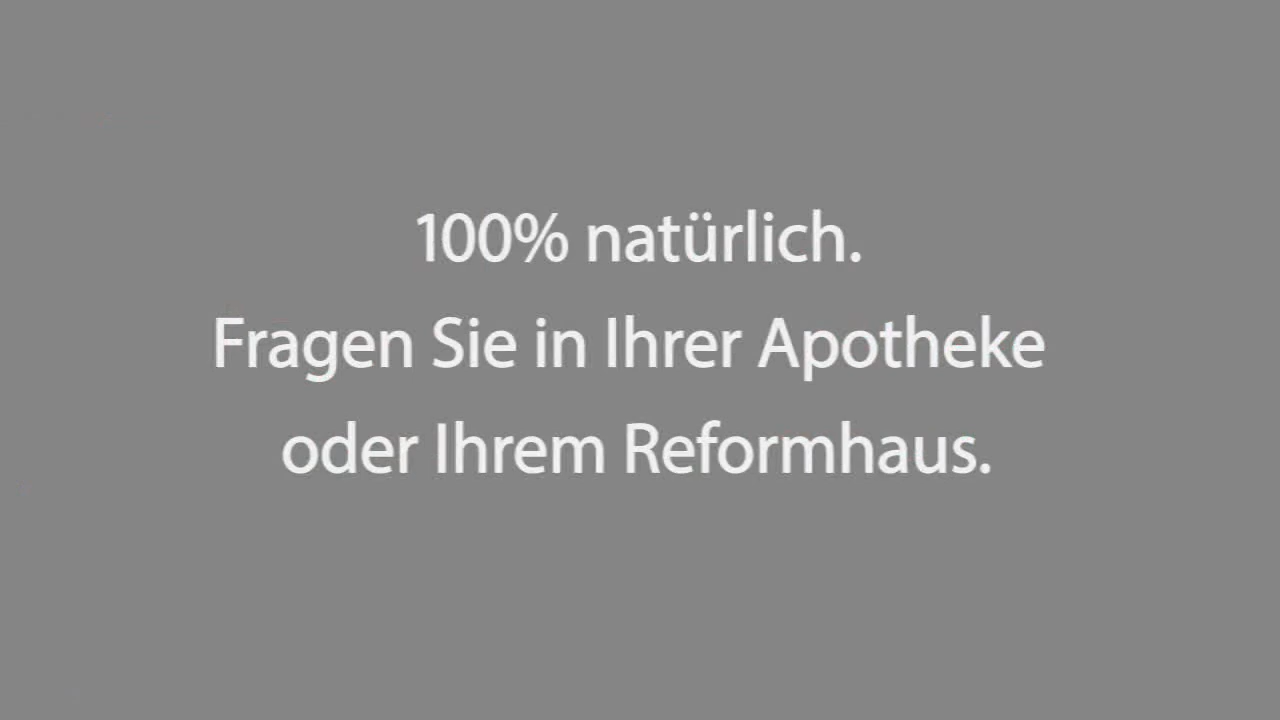 100% natürlich.
Fragen Sie in Ihrer Apotheke
oder Ihrem Reformhaus.